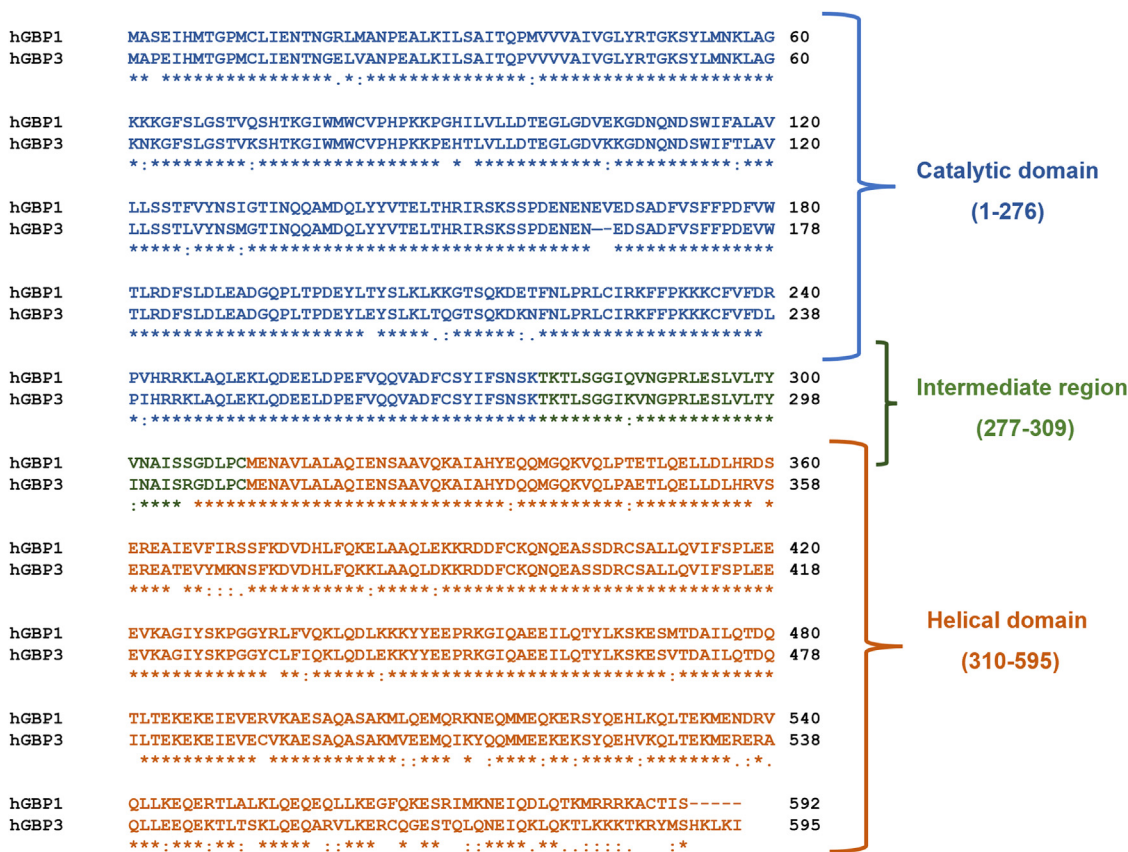 hGBP1 MASEIHMTGPMCLIENTNGRLMANPEALKILSAITQPMVVVAIVGLYRTGKSYLMNKLAG 60
hGBP3 MAPEIHMTGPMCLIENTNGELVANPEALKILSAITQPVVVVAIVGLYRTGKSYLMNKLAG 60
** ****************.*:***************:**********************
hGBP1 KKKGFSLGSTVQSHTKGIWMWCVPHPKKPGHILVLLDTEGLGDVEKGDNQNDSWIFALAV 120
hGBP3 KNKGFSLGSTVKSHTKGIWMWCVPHPKKPEHTLVLLDTEGLGDVKKGDNQNDSWIFTLAV 120
*:*********:***************** * ************:***********:***
Catalytic domain
(1-276)
hGBP1 LLSSTFVYNSIGTINQQAMDQLYYVTELTHRIRSKSSPDENENEVEDSADFVSFFPDFVW 180
hGBP3 LLSSTLVYNSMGTINQQAMDQLYYVTELTHRIRSKSSPDENEN—-EDSADFVSFFPDEVW 178
*****:****:******************************** ***************
hGBP1 TLRDFSLDLEADGQPLTPDEYLTYSLKLKKGTSQKDETFNLPRLCIRKFFPKKKCFVFDR 240
hGBP3 TLRDFSLDLEADGQPLTPDEYLEYSLKLTQGTSQKDKNFNLPRLCIRKFFPKKKCFVFDL 238
********************** *****.:******:.*********************
hGBP1 PVHRRKLAQLEKLQDEELDPEFVQQVADFCSYIFSNSKTKTLSGGIQVNGPRLESLVLTY 300
hGBP3 PIHRRKLAQLEKLQDEELDPEFVQQVADFCSYIFSNSKTKTLSGGIKVNGPRLESLVLTY 298
*:********************************************:*************
Intermediate region
(277-309)
hGBP1 VNAISSGDLPCMENAVLALAQIENSAAVQKAIAHYEQQMGQKVQLPTETLQELLDLHRDS 360
hGBP3 INAISRGDLPCMENAVLALAQIENSAAVQKAIAHYDQQMGQKVQLPAETLQELLDLHRVS 358
:**** *****************************:**********:*********** *
hGBP1 EREAIEVFIRSSFKDVDHLFQKELAAQLEKKRDDFCKQNQEASSDRCSALLQVIFSPLEE 420
hGBP3 EREATEVYMKNSFKDVDHLFQKKLAAQLDKKRDDFCKQNQEASSDRCSALLQVIFSPLEE 418
**** **:::.***********:*****:*******************************
hGBP1 EVKAGIYSKPGGYRLFVQKLQDLKKKYYEEPRKGIQAEEILQTYLKSKESMTDAILQTDQ 480
hGBP3 EVKAGIYSKPGGYCLFIQKLQDLEKKYYEEPRKGIQAEEILQTYLKSKESVTDAILQTDQ 478
************* **:******:**************************:*********
Helical domain
(310-595)
hGBP1 TLTEKEKEIEVERVKAESAQASAKMLQEMQRKNEQMMEQKERSYQEHLKQLTEKMENDRV 540
hGBP3 ILTEKEKEIEVECVKAESAQASAKMVEEMQIKYQQMMEEKEKSYQEHVKQLTEKMERERA 538
*********** ************::*** * :****:**:*****:********.:*.
hGBP1 QLLKEQERTLALKLQEQEQLLKEGFQKESRIMKNEIQDLQTKMRRRKACTIS----- 592
hGBP3 QLLEEQEKTLTSKLQEQARVLKERCQGESTQLQNEIQKLQKTLKKKTKRYMSHKLKI 595
***:***:**: ***** ::*** * ** ::****.**..::::. :*